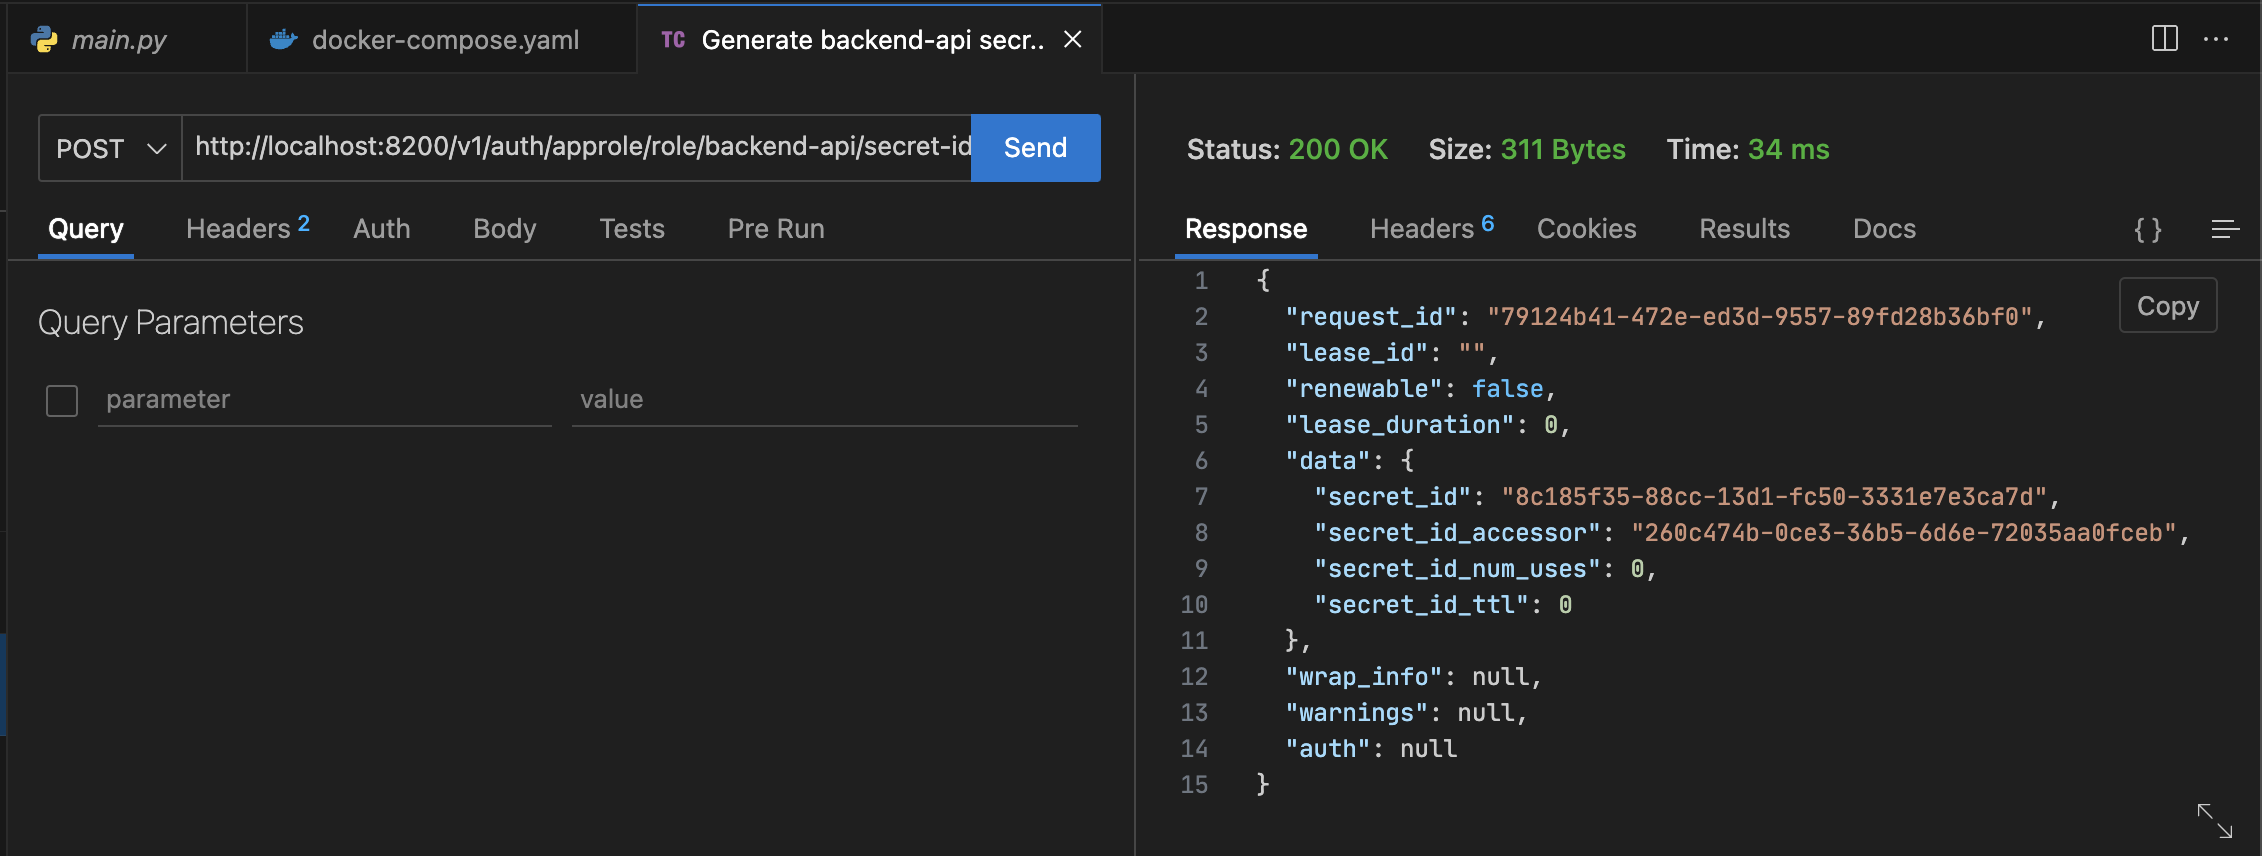 main.py
docker-compose.yaml
TC Generate backend-api secr..
POST
http://localhost:8200/v1/auth/approle/role/backend-api/secret-id
Send
Query
Headers 2
Auth
Body
Tests
Pre Run
Query Parameters
parameter
value
Status: 200 OK
Size: 311 Bytes
Time: 34 ms
Response
Headers 6
Cookies
Results
Docs
{ }
Copy
1 {
2 "request_id": "79124b41-472e-ed3d-9557-89fd28b36bf0",
3 "lease_id": "",
4 "renewable": false,
5 "lease_duration": 0,
6 "data": {
7 "secret_id": "8c185f35-88cc-13d1-fc50-3331e7e3ca7d",
8 "secret_id_accessor": "260c474b-0ce3-36b5-6d6e-72035aa0fceb",
9 "secret_id_num_uses": 0,
10 "secret_id_ttl": 0
11 },
12 "wrap_info": null,
13 "warnings": null,
14 "auth": null
15 }